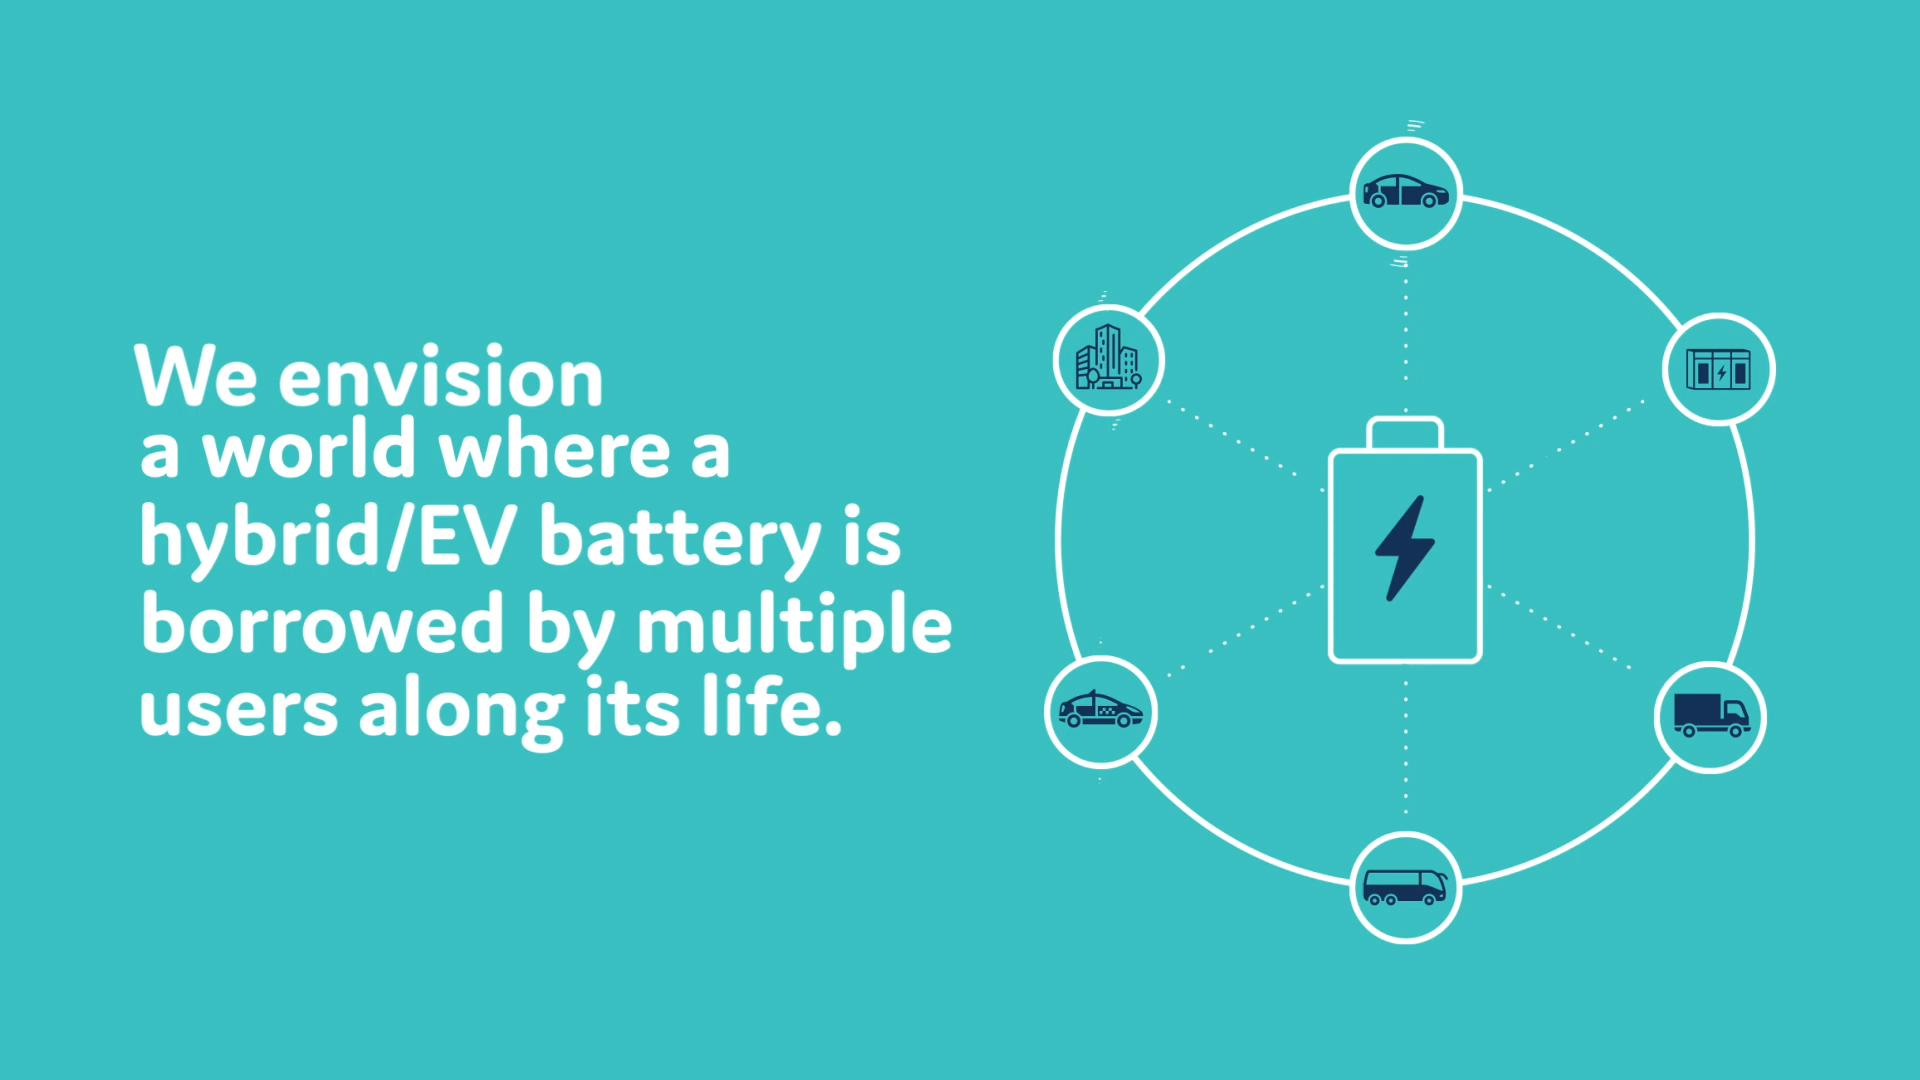 We envision
a world where a
hybrid/EV battery is
borrowed by multiple
users along its life.